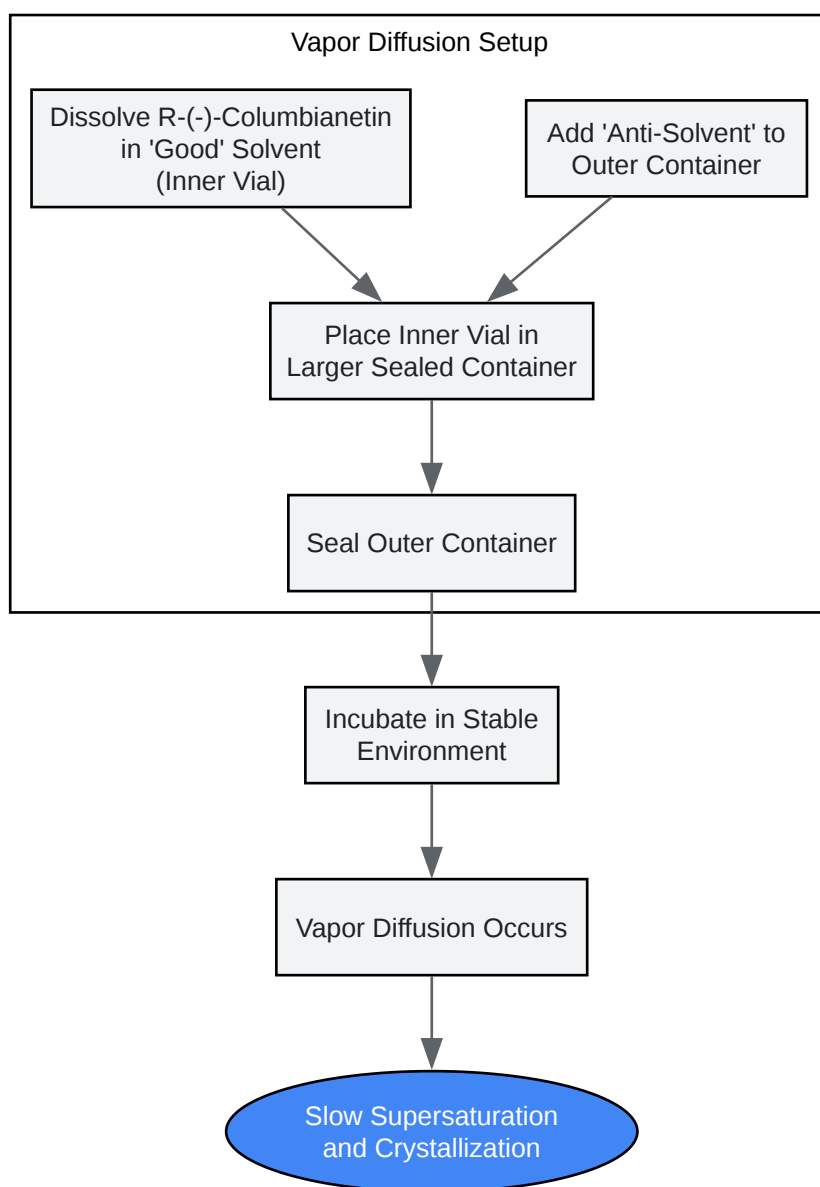 Vapor Diffusion Setup
Dissolve R-(-)-Columbianetin
in 'Good' Solvent
(Inner Vial)
Add 'Anti-Solvent' to
Outer Container
Place Inner Vial in
Larger Sealed Container
Seal Outer Container
Incubate in Stable
Environment
Vapor Diffusion Occurs
Slow Supersaturation
and Crystallization